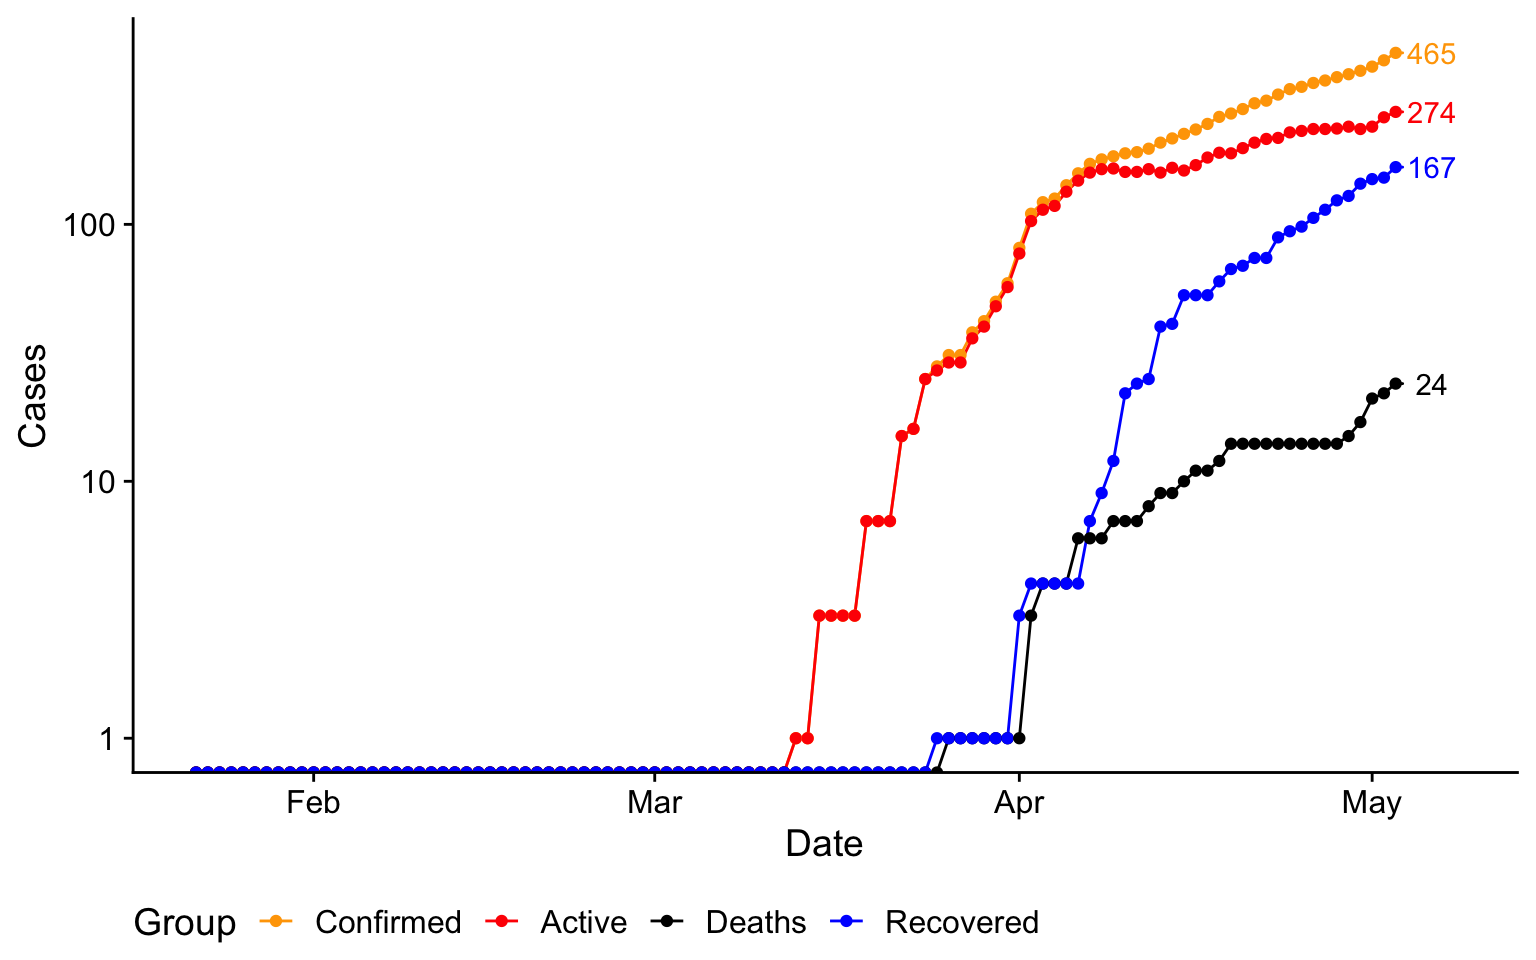 465
274
167
100
24
10
1
Cases
Feb Mar Apr May
Date
Group Confirmed Active Deaths Recovered